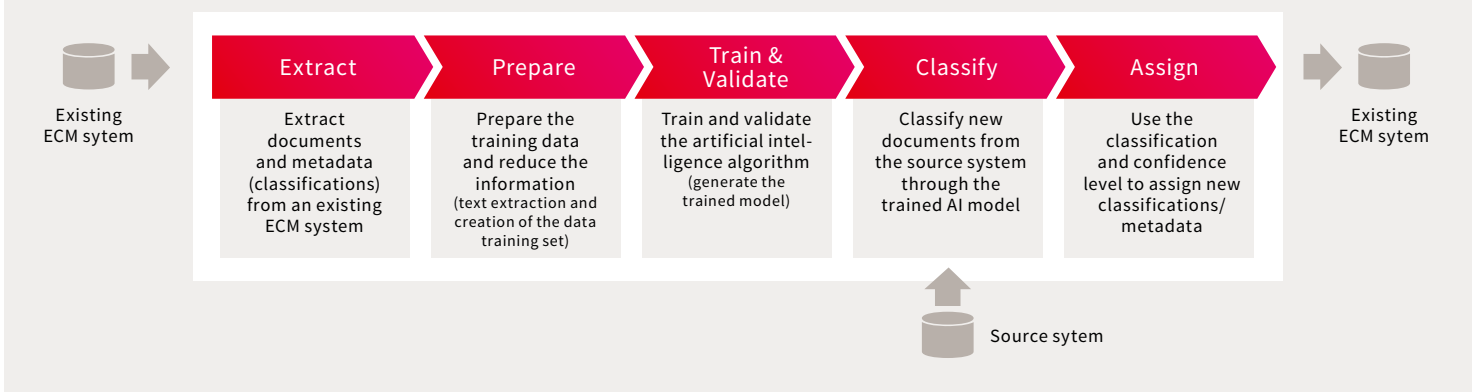 Existing
ECM sytem
Extract
Extract
documents
and metadata
(classifications)
from an existing
ECM system
Prepare
Prepare the
training data
and reduce the
information
(text extraction and
creation of the data
training set)
Train &
Validate
Train and validate
the artificial intel-
ligence algorithm
(generate the
trained model)
Classify
Classify new
documents from
the source system
through the
trained AI model
Assign
Use the
classification
and confidence
level to assign new
classifications/
metadata
Existing
ECM sytem
Source sytem